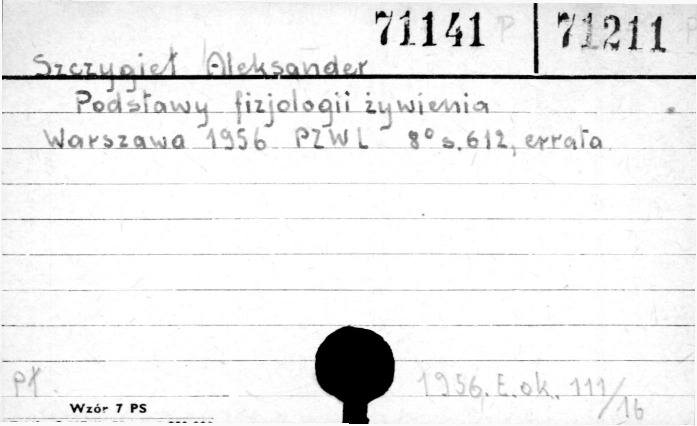 71141 P 71211 P
Szczygieł Aleksander
Podstawy fizjologii żywienia
Warszawa 1956 PZWL 8° s. 612, errata
Pł. 1956. E. ok. 111/16
Wzór 7 PS